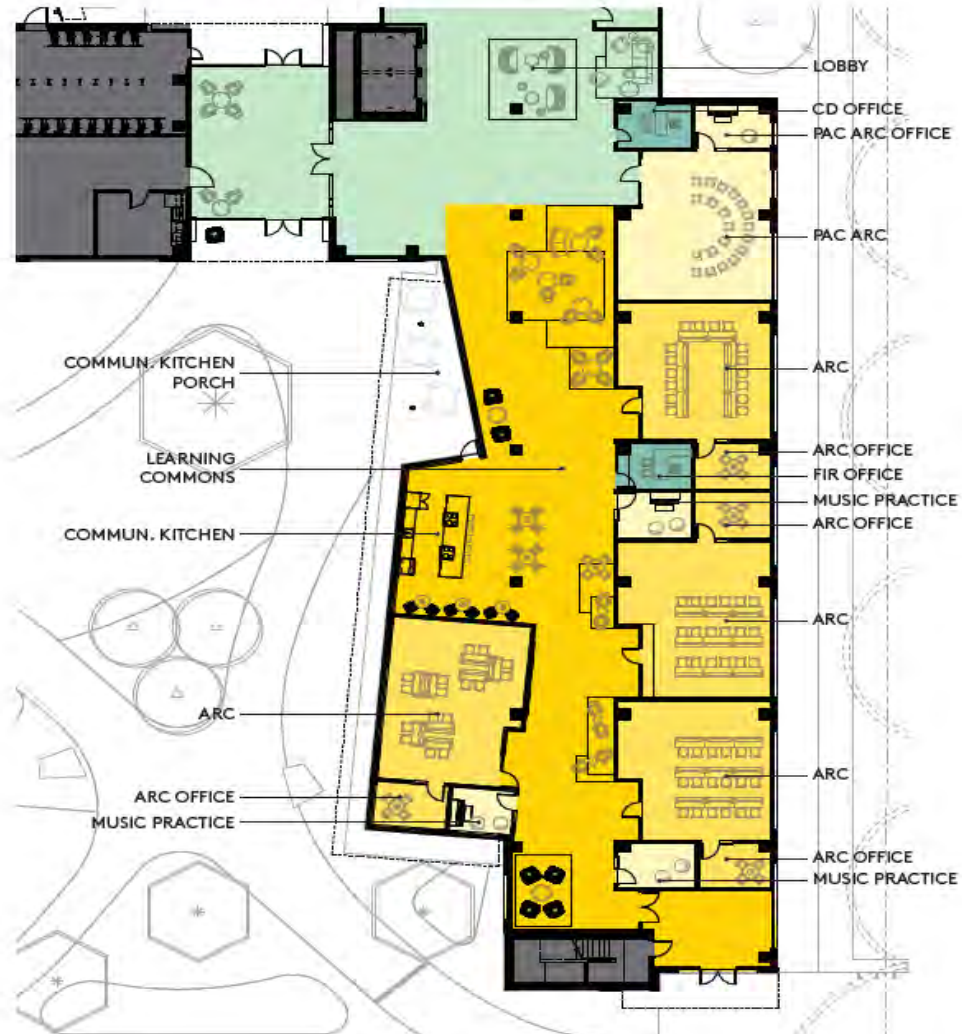 LOBBY
CD OFFICE
PAC ARC OFFICE
PAC ARC
COMMUN. KITCHEN
PORCH
ARC
LEARNING
COMMONS
ARC OFFICE
FIR OFFICE
MUSIC PRACTICE
ARC OFFICE
COMMUN. KITCHEN
ARC
ARC
ARC
ARC OFFICE
MUSIC PRACTICE
ARC OFFICE
MUSIC PRACTICE